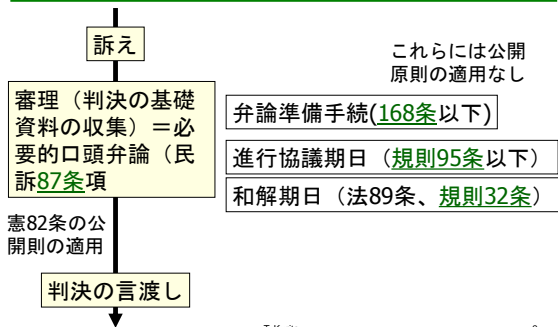 訴え
これらには公開
原則の適用なし
審理（判決の基礎
資料の収集）＝必
要的口頭弁論（民
訴87条項
弁論準備手続(168条以下)
進行協議期日（規則95条以下）
和解期日（法89条、規則32条）
憲82条の公
開則の適用
判決の言渡し